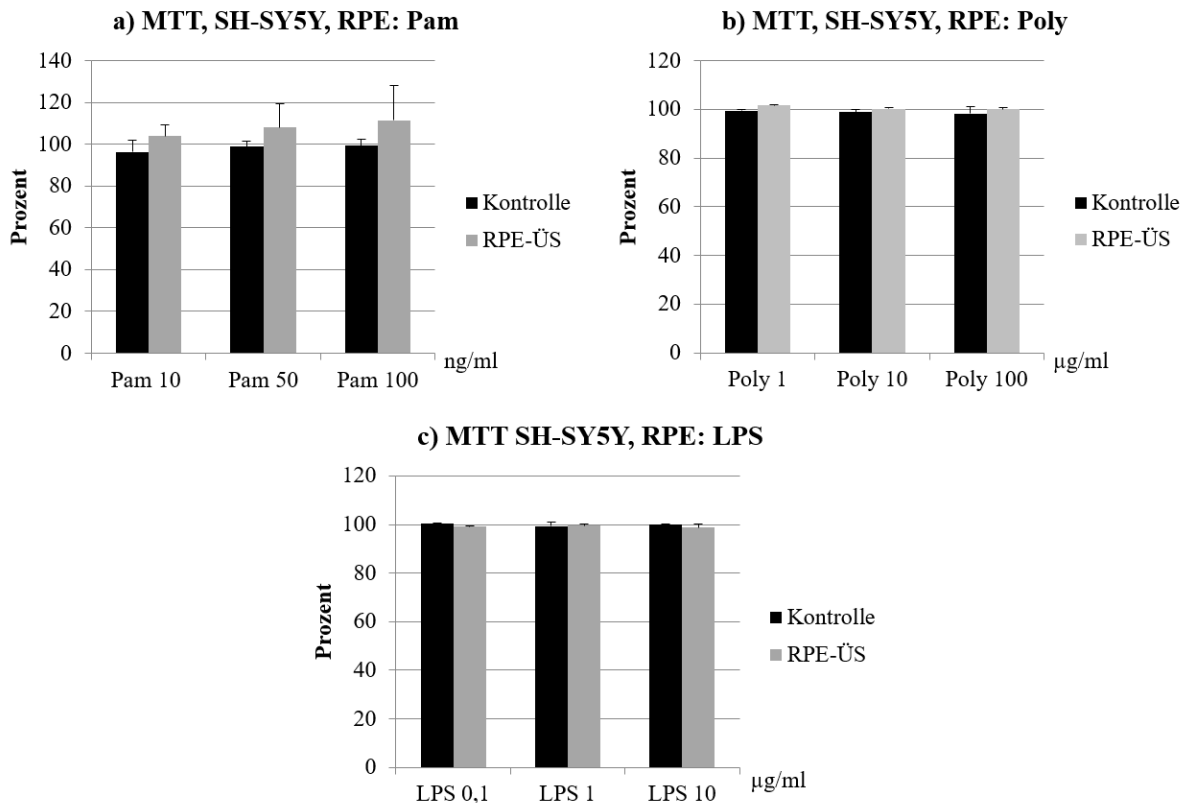 a) MTT, SH-SY5Y, RPE: Pam
140
120
100
80
60
40
20
0
Prozent
Pam 10 Pam 50 Pam 100
ng/ml
Kontrolle
RPE-ÜS
b) MTT, SH-SY5Y, RPE: Poly
120
100
80
60
40
20
0
Prozent
Poly 1 Poly 10 Poly 100
µg/ml
Kontrolle
RPE-ÜS
c) MTT SH-SY5Y, RPE: LPS
120
100
80
60
40
20
0
Prozent
LPS 0,1 LPS 1 LPS 10
µg/ml
Kontrolle
RPE-ÜS